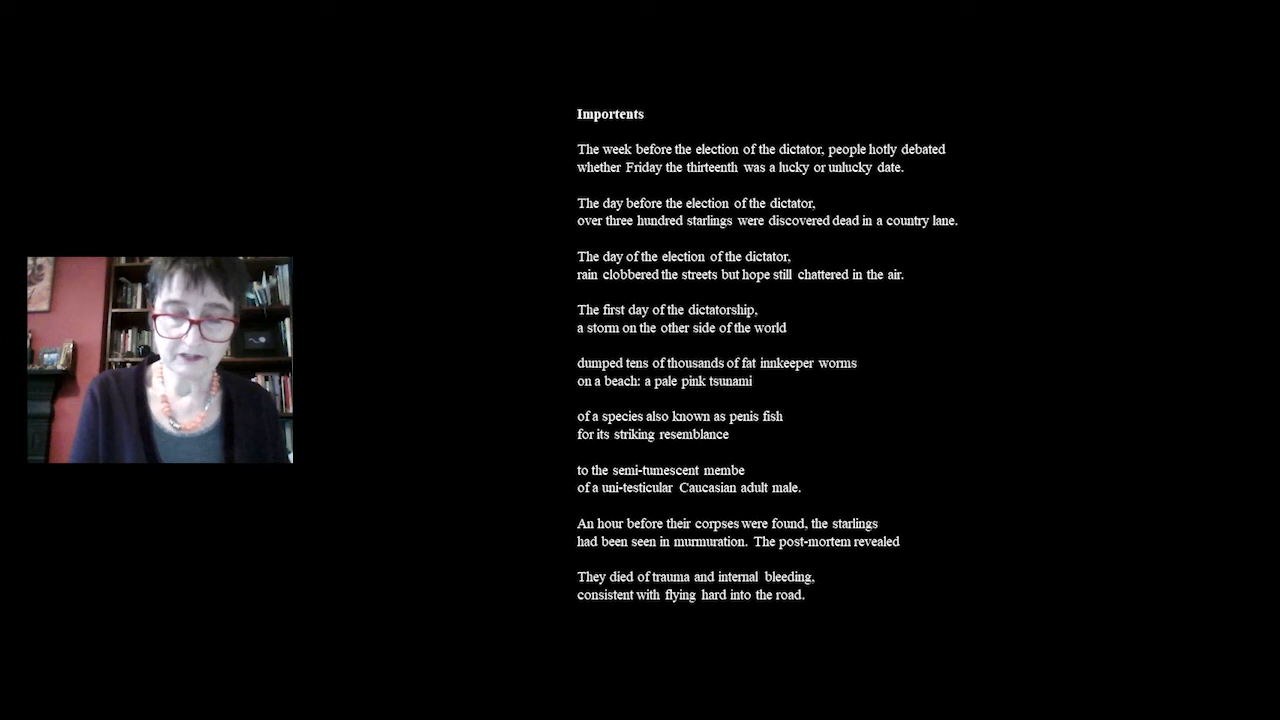 Importents
The week before the election of the dictator, people hotly debated
whether Friday the thirteenth was a lucky or unlucky date.
The day before the election of the dictator,
over three hundred starlings were discovered dead in a country lane.
The day of the election of the dictator,
rain clobbered the streets but hope still chattered in the air.
The first day of the dictatorship,
a storm on the other side of the world
dumped tens of thousands of fat innkeeper worms
on a beach: a pale pink tsunami
of a species also known as penis fish
for its striking resemblance
to the semi-tumescent membe
of a uni-testicular Caucasian adult male.
An hour before their corpses were found, the starlings
had been seen in murmuration. The post-mortem revealed
They died of trauma and internal bleeding,
consistent with flying hard into the road.